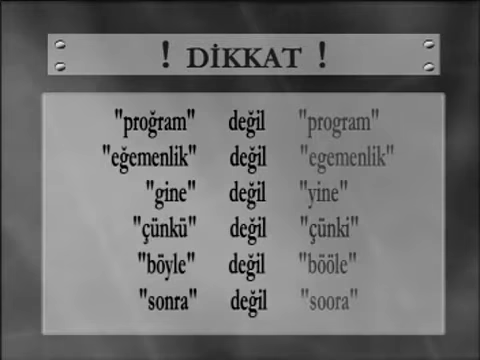 ! DİKKAT !
"proğram" değil "program"
"eğemenlik" değil "egemenlik"
"gine" değil "yine"
"çünkü" değil "çünki"
"böyle" değil "bööle"
"sonra" değil "soora"